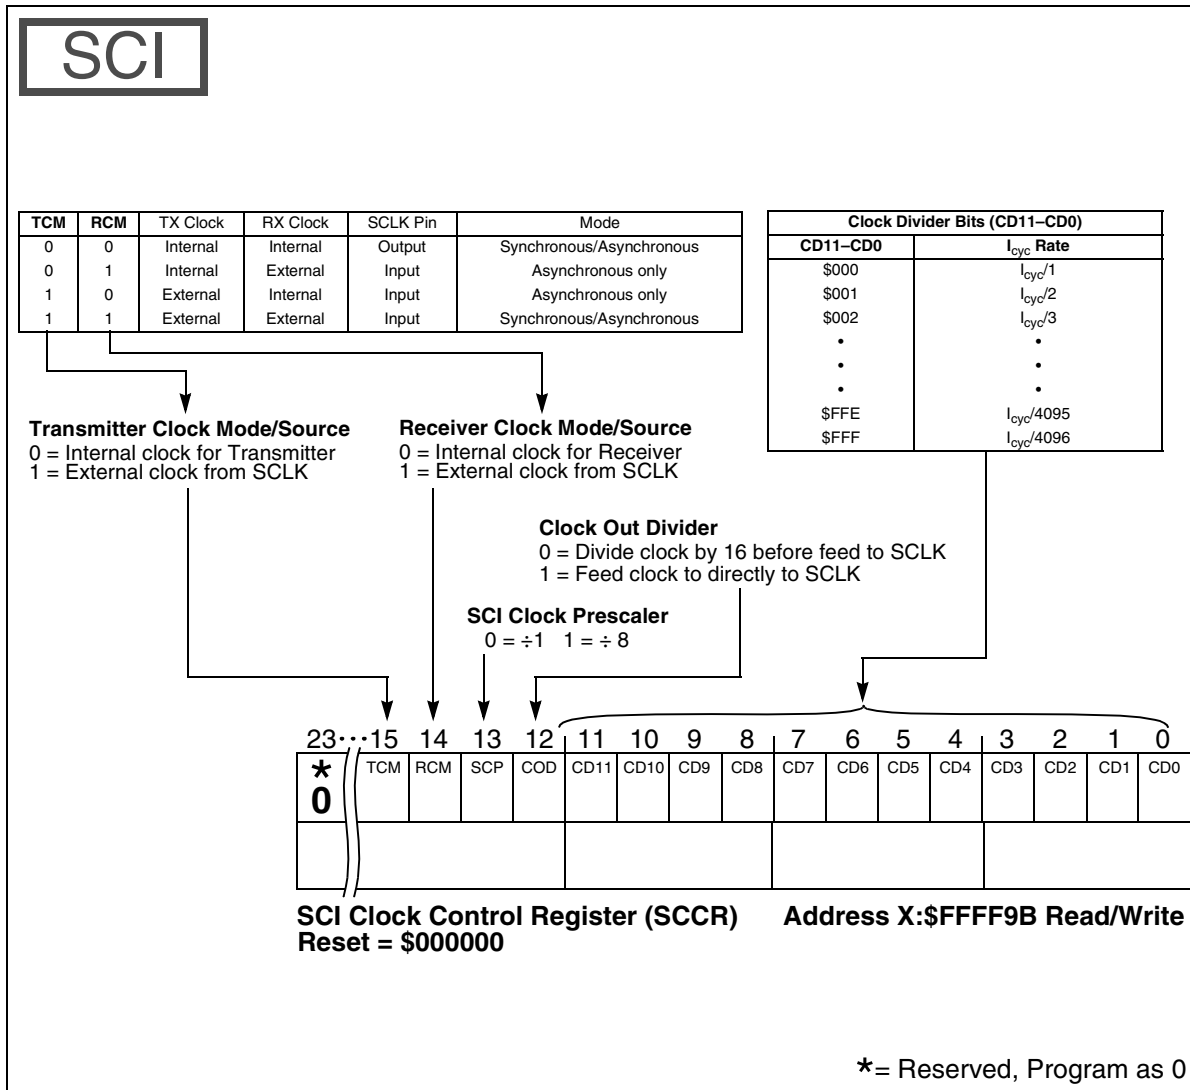 SCI
TCM RCM TX Clock RX Clock SCLK Pin Mode
0 0 Internal Internal Output Synchronous/Asynchronous
0 1 Internal External Input Asynchronous only
1 0 External Internal Input Asynchronous only
1 1 External External Input Synchronous/Asynchronous
Clock Divider Bits (CD11–CD0)
CD11–CD0 Icyc Rate
$000 Icyc/1
$001 Icyc/2
$002 Icyc/3
• •
• •
• •
$FFE Icyc/4095
$FFF Icyc/4096
Transmitter Clock Mode/Source
0 = Internal clock for Transmitter
1 = External clock from SCLK
Receiver Clock Mode/Source
0 = Internal clock for Receiver
1 = External clock from SCLK
Clock Out Divider
0 = Divide clock by 16 before feed to SCLK
1 = Feed clock to directly to SCLK
SCI Clock Prescaler
0 = ÷1 1 = ÷ 8
23•••15 14 13 12 11 10 9 8 7 6 5 4 3 2 1 0
* TCM RCM SCP COD CD11 CD10 CD9 CD8 CD7 CD6 CD5 CD4 CD3 CD2 CD1 CD0
0
SCI Clock Control Register (SCCR) Address X:$FFFF9B Read/Write
Reset = $000000
*= Reserved, Program as 0